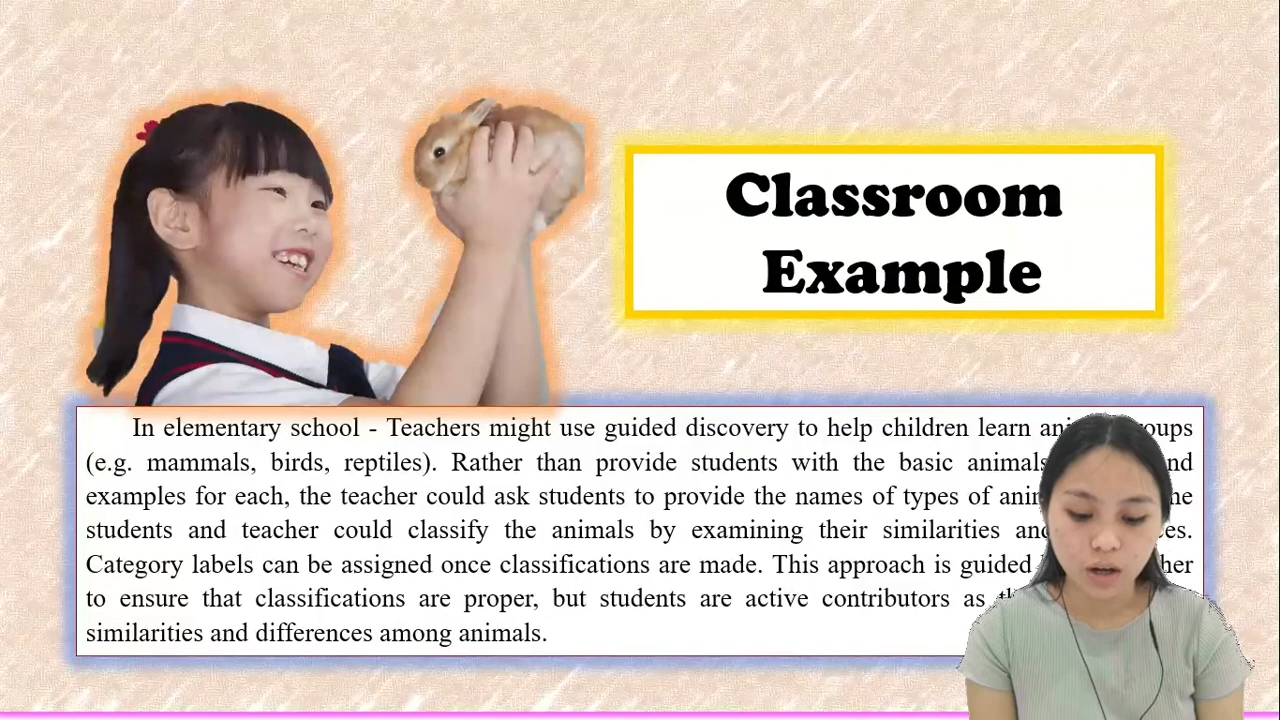 Classroom
Example
In elementary school - Teachers might use guided discovery to help children learn
(e.g. mammals, birds, reptiles). Rather than provide students with the basic animals
examples for each, the teacher could ask students to provide the names of types of
students and teacher could classify the animals by examining their similarities
Category labels can be assigned once classifications are made. This approach is guided
to ensure that classifications are proper, but students are active contributors as
similarities and differences among animals.